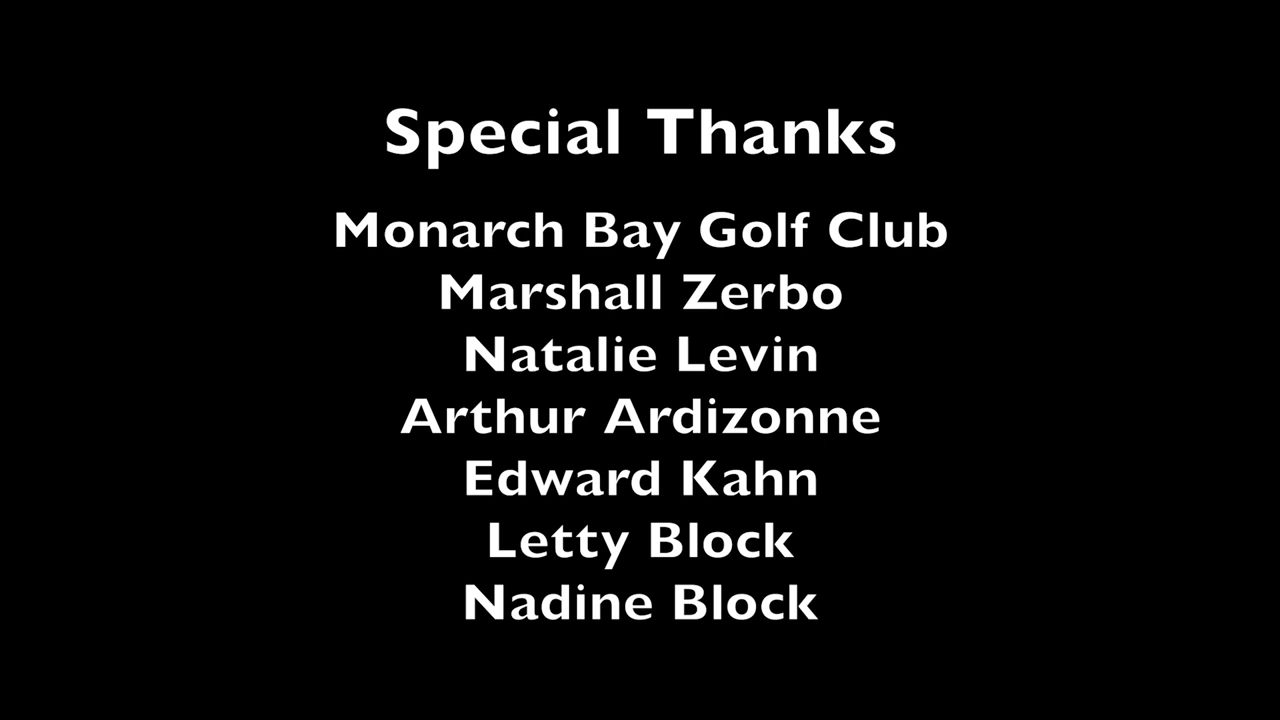 Special Thanks
Monarch Bay Golf Club
Marshall Zerbo
Natalie Levin
Arthur Ardizonne
Edward Kahn
Letty Block
Nadine Block